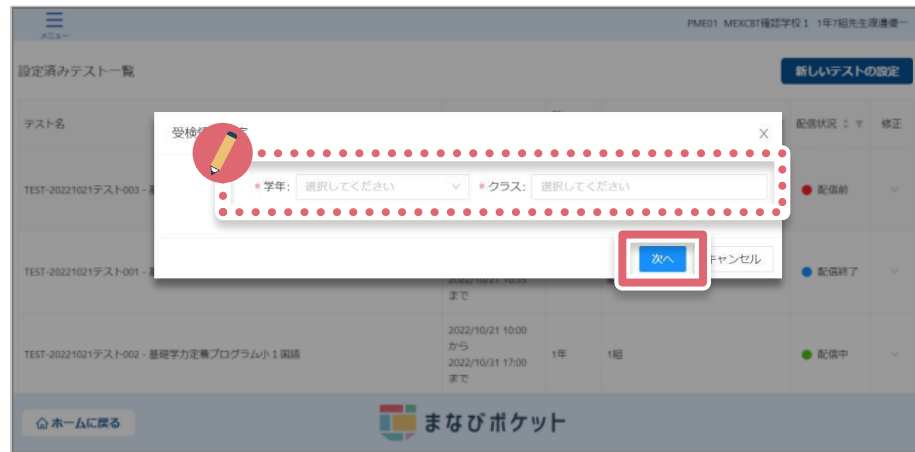 メニュー
PME01 MEXCBT確認学校1 1年7組先生渡邊優一
設定済みテスト一覧
新しいテストの設定
テスト名
配信状況
修正
受検
×
*学年: 選択してください
*クラス: 選択してください
次へ
キャンセル
TEST-20221021テスト003 -
配信前
TEST-20221021テスト001 -
まで
配信終了
TEST-20221021テスト002 - 基礎学力定着プログラム小1国語
2022/10/21 10:00
から
2022/10/31 17:00
まで
1年
1組
配信中
ホームに戻る
まなびポケット